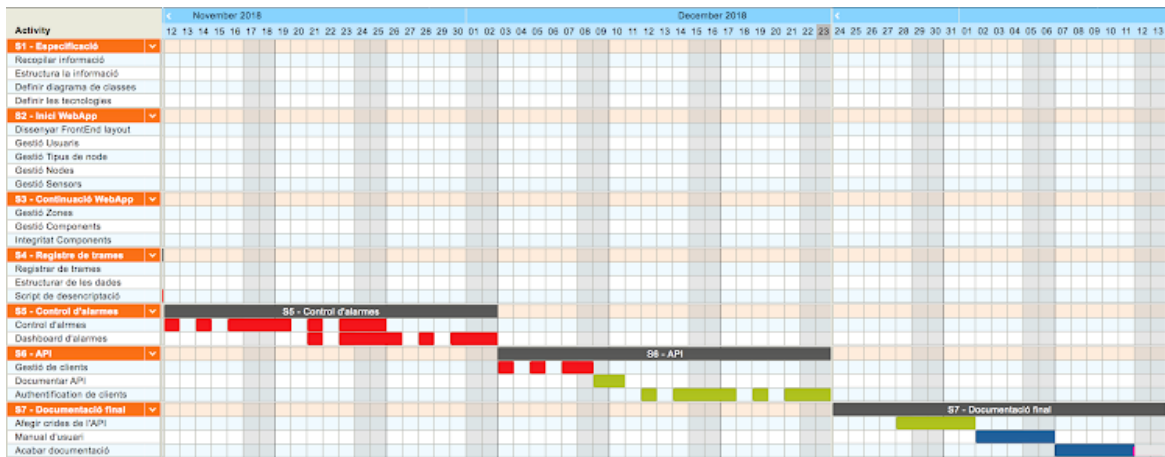 November 2018 December 2018
Activity 12 13 14 15 16 17 18 19 20 21 22 23 24 25 26 27 28 29 30 01 02 03 04 05 06 07 08 09 10 11 12 13 14 15 16 17 18 19 20 21 22 23 24 25 26 27 28 29 30 31 01 02 03 04 05 06 07 08 09 10 11 12 13
S1 - Especificació
Recopilar informació
Estructura la informació
Definir diagrama de classes
Definir les tecnologies
S2 - Inici WebApp
Dissenyar FrontEnd layout
Gestió Usuaris
Gestió Tipus de node
Gestió Nodes
Gestió Sensors
S3 - Continuació WebApp
Gestió Zones
Gestió Components
Integritat Components
S4 - Registre de trames
Registrar de trames
Estructurar de les dades
Script de desencriptació
S5 - Control d'alarmes S5 - Control d'alarmes
Control d'alrmes
Dashboard d'alarmes
S6 - API S6 - API
Gestió de clients
Documentar API
Authentification de clients
S7 - Documentació final S7 - Documentació final
Afegir crides de l'API
Manual d'usuari
Acabar documentació